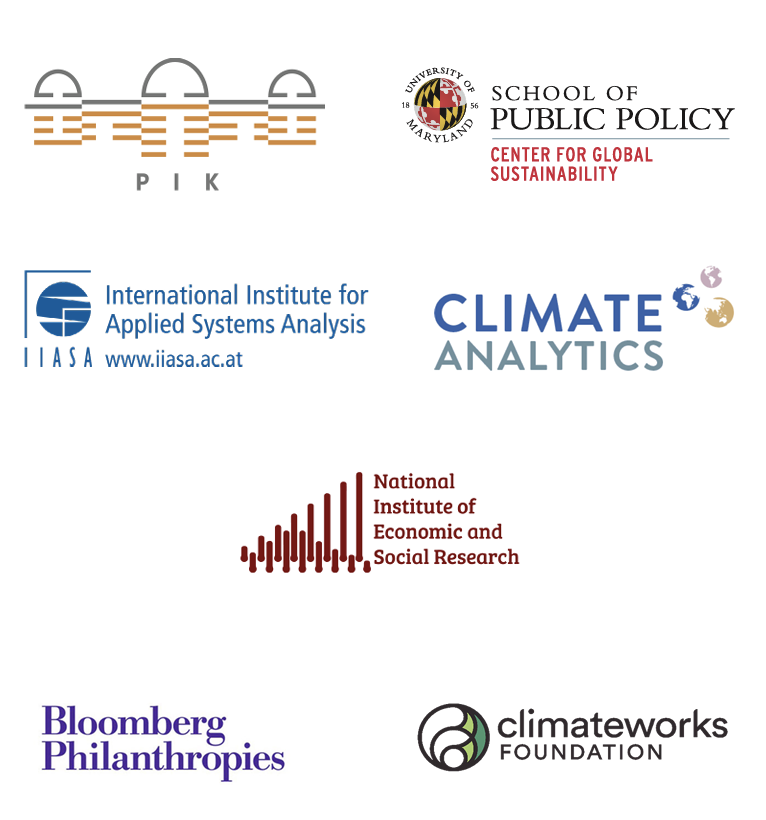 PIK
UNIVERSITY OF
18 56
MARYLAND
SCHOOL OF
PUBLIC POLICY
CENTER FOR GLOBAL
SUSTAINABILITY
International Institute for
Applied Systems Analysis
IIASA www.iiasa.ac.at
CLIMATE
ANALYTICS
National
Institute of
Economic and
Social Research
Bloomberg
Philanthropies
climateworks
FOUNDATION